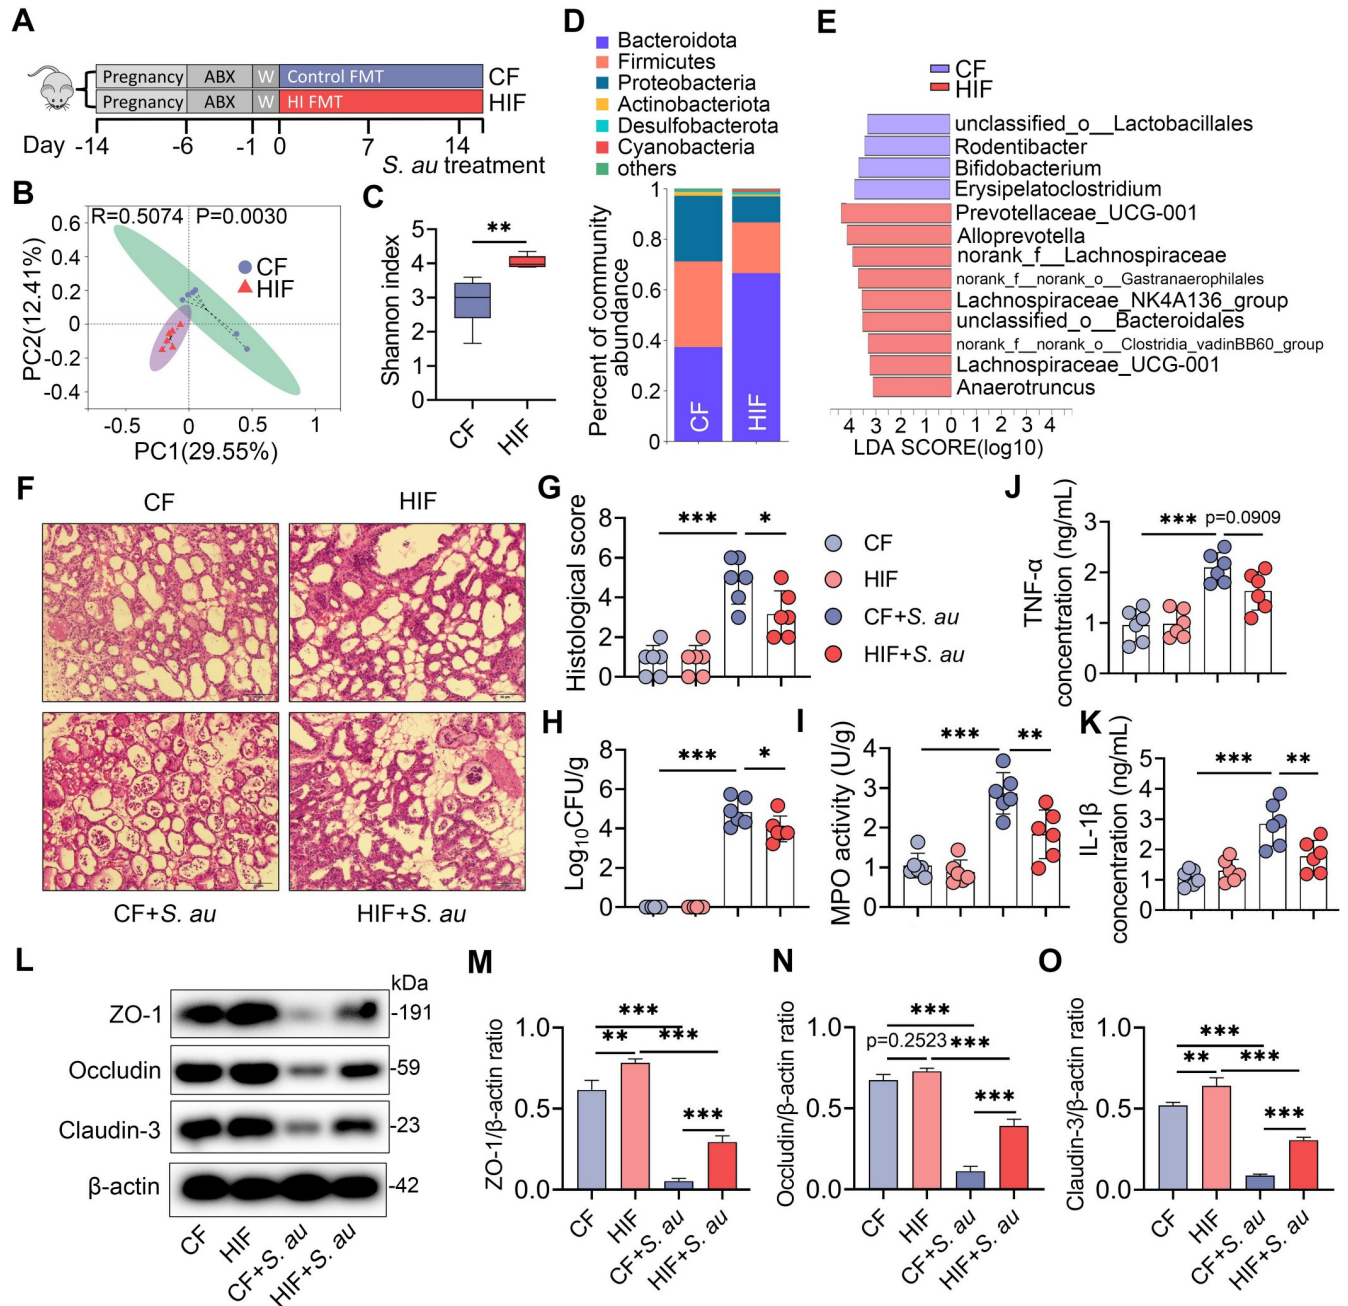 A
Pregnancy ABX W Control FMT CF
Pregnancy ABX W HI FMT HIF
Day -14 -6 -1 0 7 14
S. au treatment
B
R=0.5074 P=0.0030
CF
HIF
0.6
0.4
0.2
0
-0.2
-0.4
PC2(12.41%)
-0.5 0 0.5 1
PC1(29.55%)
C
**
5
4
3
2
1
0
Shannon index
CF HIF
D
Bacteroidota
Firmicutes
Proteobacteria
Actinobacteriota
Desulfobacterota
Cyanobacteria
others
1
0.8
0.6
0.4
0.2
0
Percent of community
abundance
CF HIF
E
CF
HIF
unclassified_o__Lactobacillales
Rodentibacter
Bifidobacterium
Erysipelatoclostridium
Prevotellaceae_UCG-001
Alloprevotella
norank_f__Lachnospiraceae
norank_f__norank_o__Gastranaerophilales
Lachnospiraceae_NK4A136_group
unclassified_o__Bacteroidales
norank_f__norank_o__Clostridia_vadinBB60_group
Lachnospiraceae_UCG-001
Anaerotruncus
4 3 2 1 0 1 2 3 4
LDA SCORE(log10)
F
CF HIF
CF+S. au HIF+S. au
G
*** *
8
6
4
2
0
Histological score
CF
HIF
CF+S. au
HIF+S. au
H
*** *
8
6
4
2
0
Log10CFU/g
I
*** **
4
3
2
1
0
MPO activity (U/g)
J
*** p=0.0909
3
2
1
0
TNF-α
concentration (ng/mL)
K
*** **
5
4
3
2
1
0
IL-1β
concentration (ng/mL)
L
kDa
ZO-1 -191
Occludin -59
Claudin-3 -23
β-actin -42
CF HIF CF+S. au HIF+S. au
M
***
** ***
***
1.0
0.5
0.0
ZO-1/β-actin ratio
CF HIF CF+S. au HIF+S. au
N
***
p=0.2523 ***
***
1.0
0.5
0.0
Occludin/β-actin ratio
CF HIF CF+S. au HIF+S. au
O
***
** ***
***
1.0
0.5
0.0
Claudin-3/β-actin ratio
CF HIF CF+S. au HIF+S. au